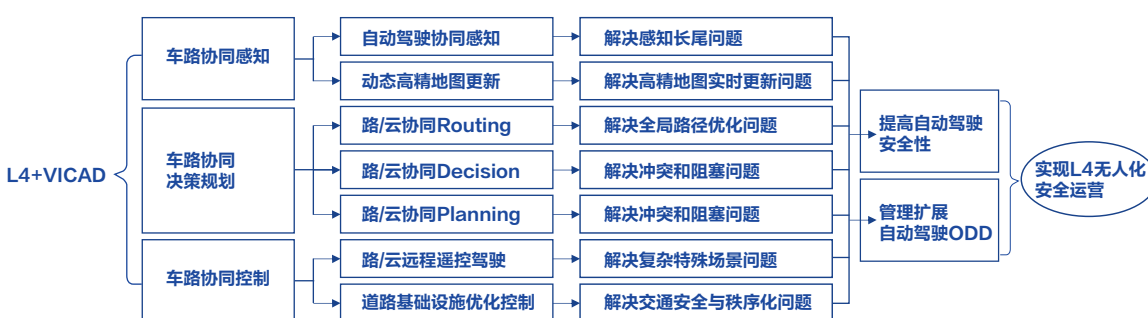 L4+VICAD
车路协同感知
自动驾驶协同感知
解决感知长尾问题
动态高精地图更新
解决高精地图实时更新问题
车路协同
决策规划
路/云协同Routing
解决全局路径优化问题
路/云协同Decision
解决冲突和阻塞问题
路/云协同Planning
解决冲突和阻塞问题
车路协同控制
路/云远程遥控驾驶
解决复杂特殊场景问题
道路基础设施优化控制
解决交通安全与秩序化问题
提高自动驾驶
安全性
管理扩展
自动驾驶ODD
实现L4无人化
安全运营